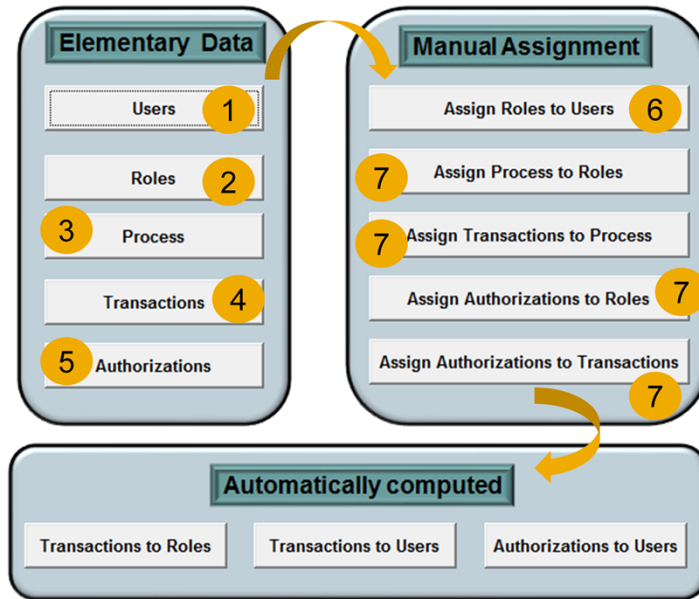 Elementary Data
Users 1
Roles 2
3 Process
Transactions 4
5 Authorizations
Manual Assignment
Assign Roles to Users 6
7 Assign Process to Roles
7 Assign Transactions to Process
Assign Authorizations to Roles 7
Assign Authorizations to Transactions
7
Automatically computed
Transactions to Roles
Transactions to Users
Authorizations to Users